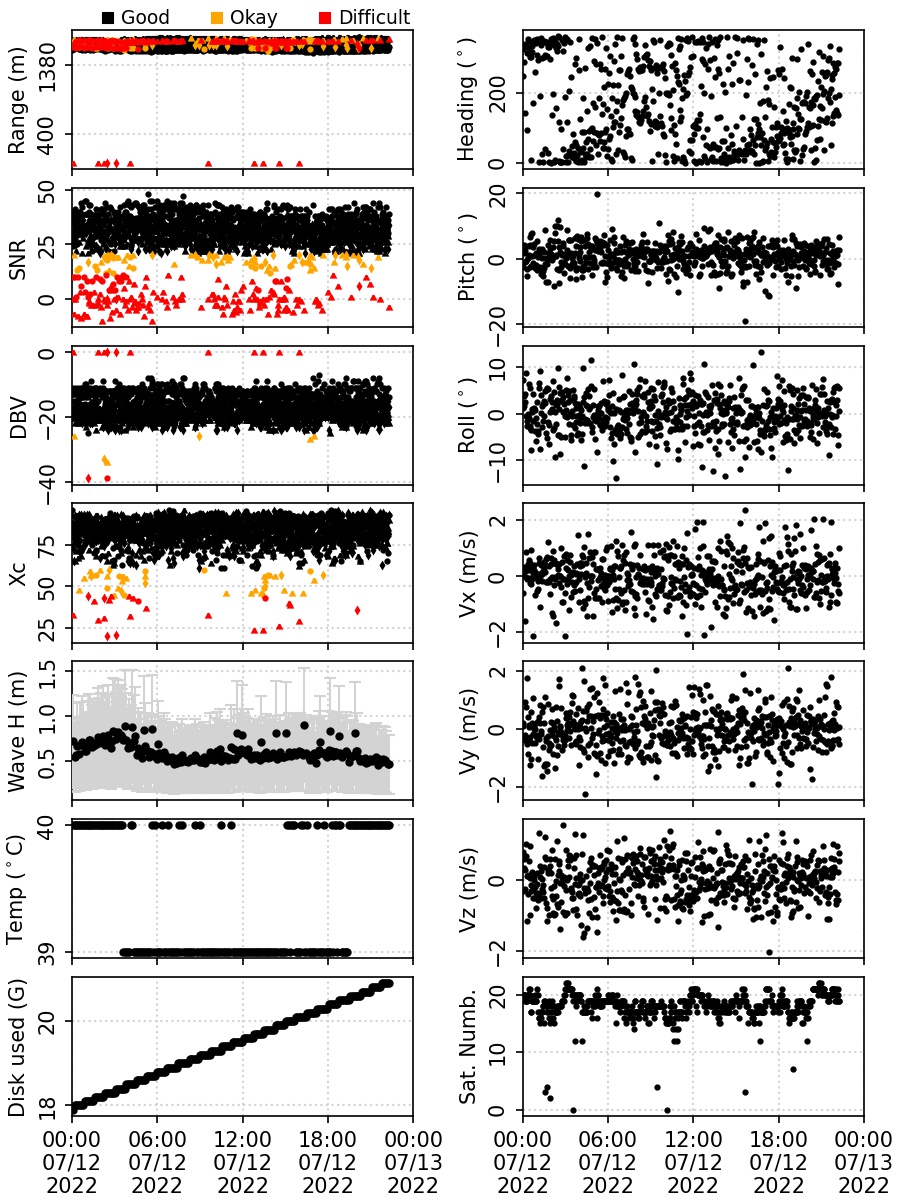 Good Okay Difficult
Range (m)
1380
400
Heading (°)
200
0
SNR
50
25
0
Pitch (°)
20
0
−20
DBV
0
−20
−40
Roll (°)
10
0
−10
Xc
75
50
25
Vx (m/s)
2
0
−2
Wave H (m)
1.5
1.0
0.5
Vy (m/s)
2
0
−2
Temp (°C)
40
39
Vz (m/s)
0
−2
Disk used (G)
20
18
Sat. Numb.
20
10
0
00:00 06:00 12:00 18:00 00:00
07/12 07/12 07/12 07/12 07/13
2022 2022 2022 2022 2022
00:00 06:00 12:00 18:00 00:00
07/12 07/12 07/12 07/12 07/13
2022 2022 2022 2022 2022